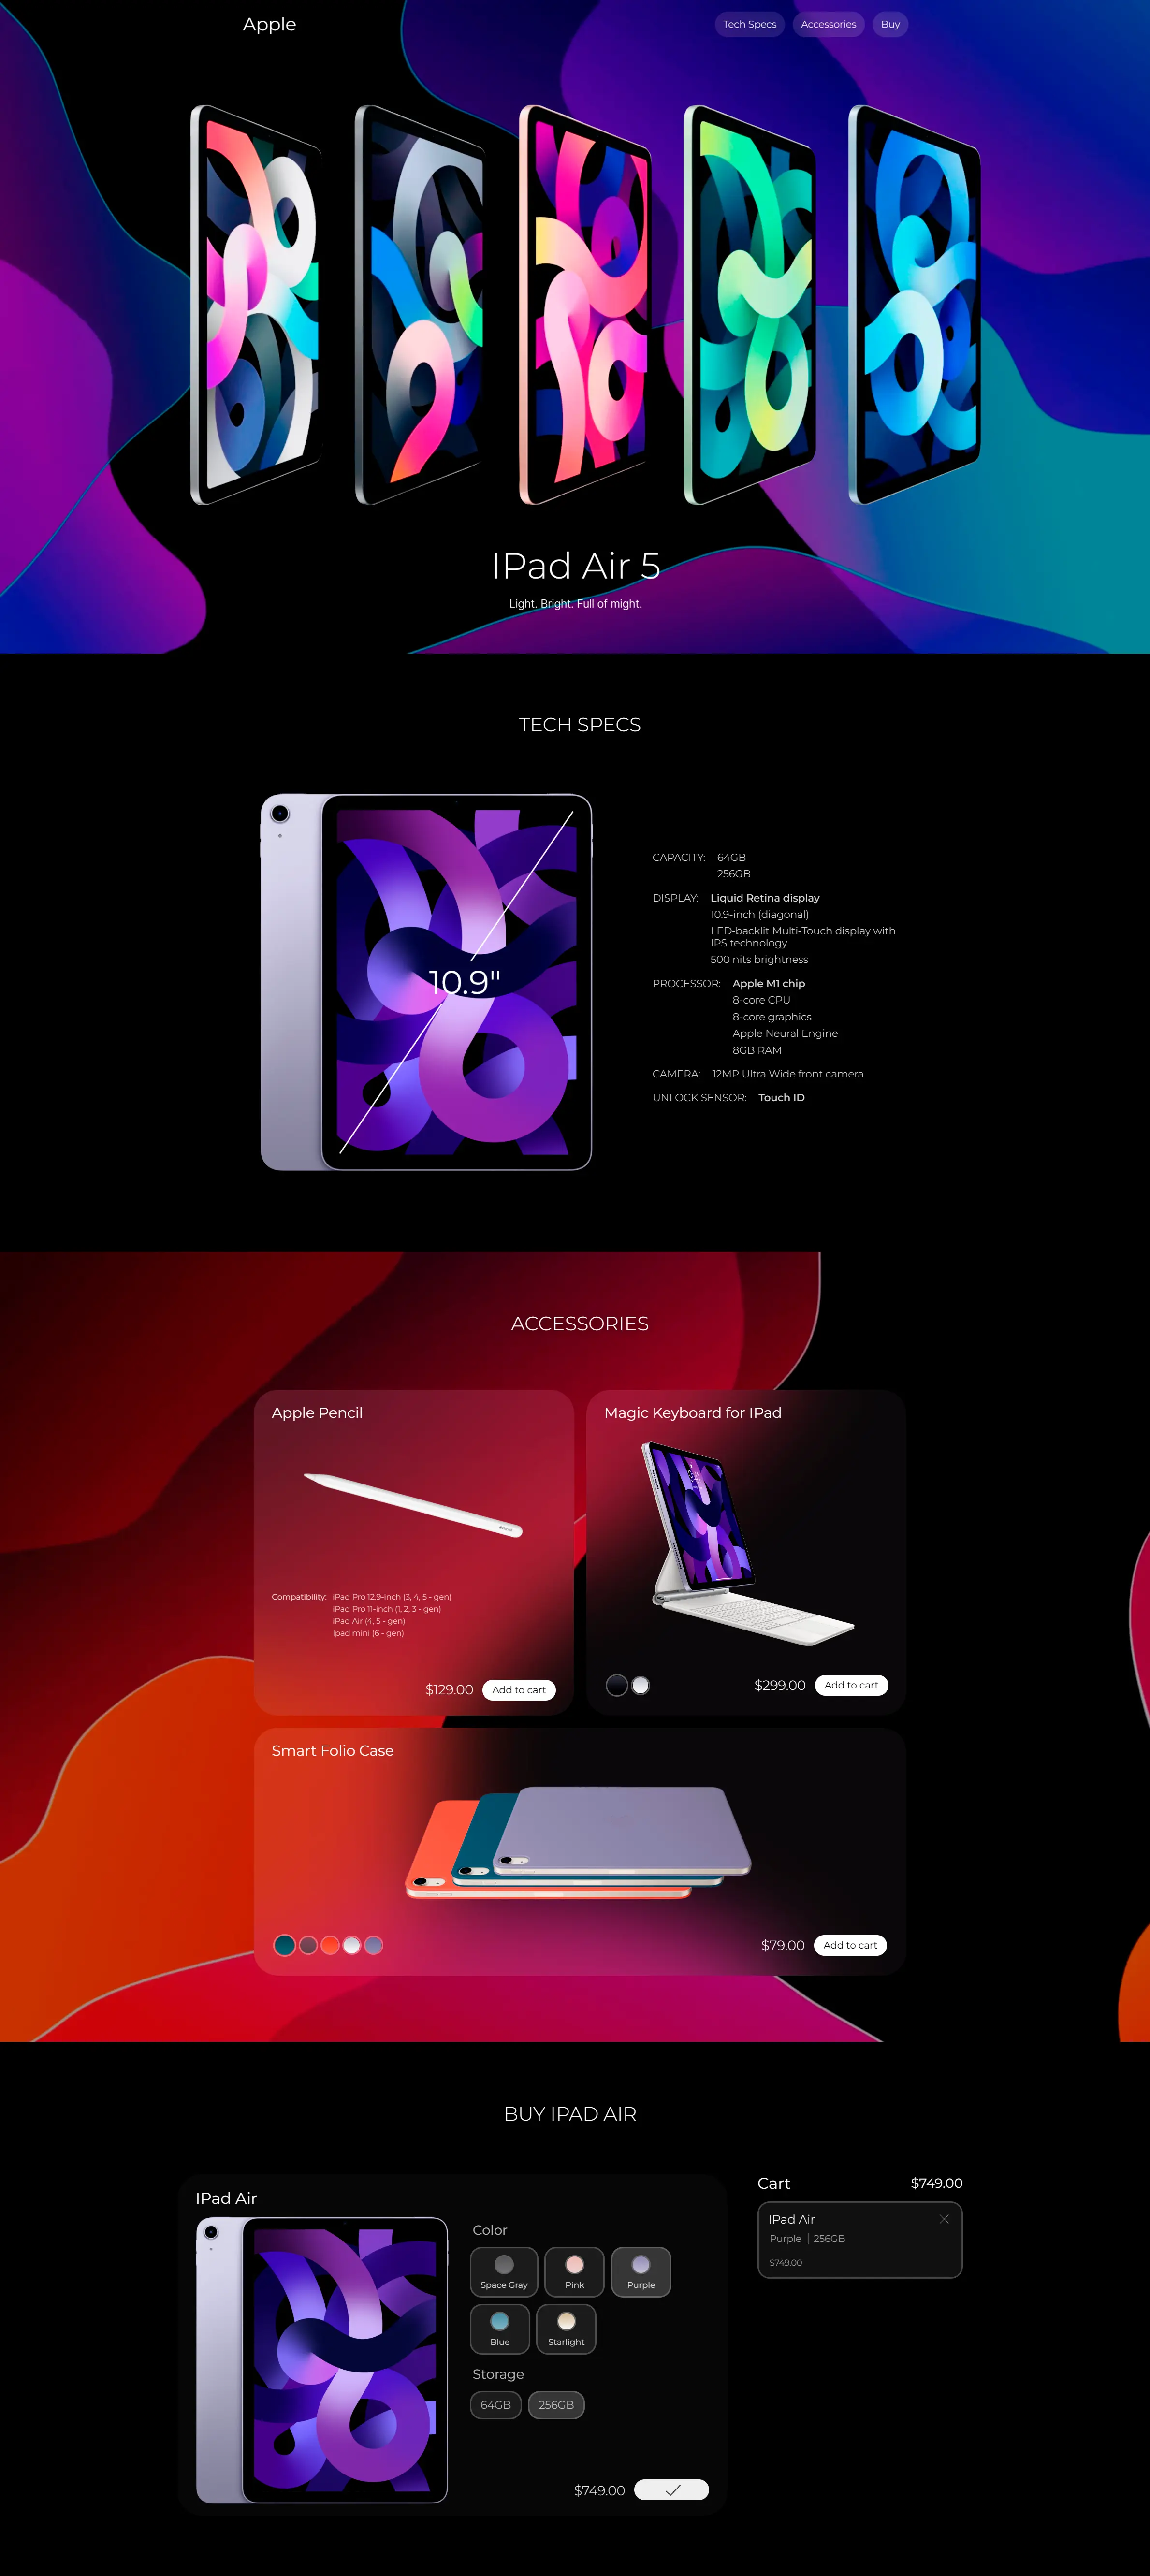 Apple
Tech Specs
Accessories
Buy
IPad Air 5
Light. Bright. Full of might.
TECH SPECS
10.9"
CAPACITY: 64GB
256GB
DISPLAY: Liquid Retina display
10.9-inch (diagonal)
LED-backlit Multi-Touch display with
IPS technology
500 nits brightness
PROCESSOR: Apple M1 chip
8-core CPU
8-core graphics
Apple Neural Engine
8GB RAM
CAMERA: 12MP Ultra Wide front camera
UNLOCK SENSOR: Touch ID
ACCESSORIES
Apple Pencil
Compatibility: iPad Pro 12.9-inch (3, 4, 5 - gen)
iPad Pro 11-inch (1, 2, 3 - gen)
iPad Air (4, 5 - gen)
Ipad mini (6 - gen)
$129.00
Add to cart
Magic Keyboard for IPad
$299.00
Add to cart
Smart Folio Case
$79.00
Add to cart
BUY IPAD AIR
IPad Air
Color
Space Gray
Pink
Purple
Blue
Starlight
Storage
64GB
256GB
$749.00
Cart
$749.00
IPad Air
Purple | 256GB
$749.00